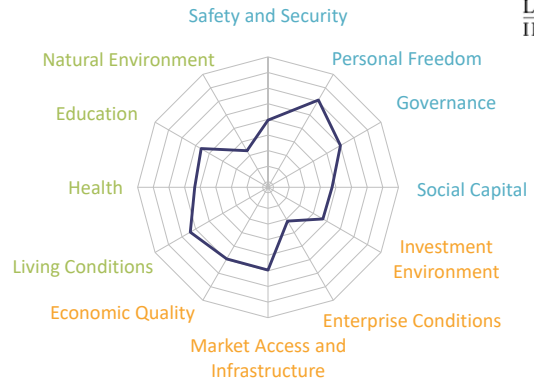 Safety and Security
Natural Environment
Personal Freedom
Education
Governance
Health
Social Capital
Investment
Environment
Living Conditions
Economic Quality
Enterprise Conditions
Market Access and
Infrastructure